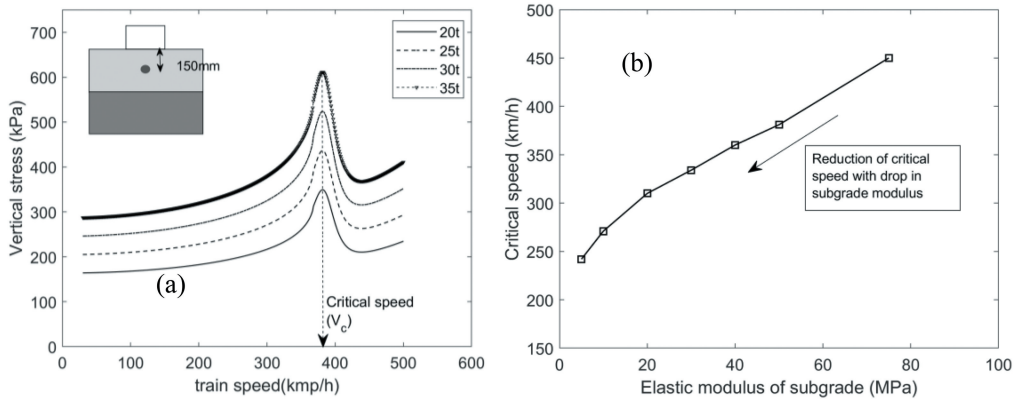 700
600
500
400
300
200
100
0
Vertical stress (kPa)
150mm
20t
25t
30t
35t
(a)
Critical speed
(Vc)
0 100 200 300 400 500 600
train speed(kmp/h)
500
450
400
350
300
250
200
150
Critical speed (km/h)
(b)
Reduction of critical
speed with drop in
subgrade modulus
0 20 40 60 80 100
Elastic modulus of subgrade (MPa)